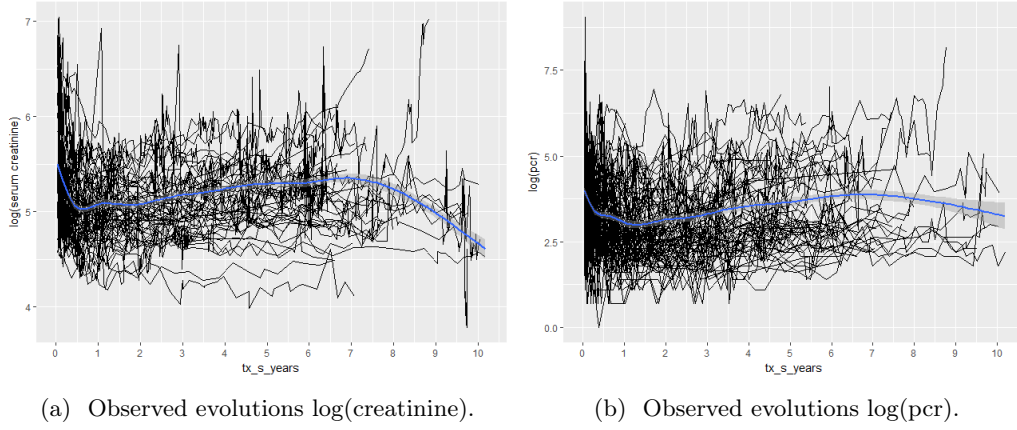 7
6
5
4
log(serum creatinine)
0 1 2 3 4 5 6 7 8 9 10
tx_s_years
7.5
5.0
2.5
0.0
log(pcr)
0 1 2 3 4 5 6 7 8 9 10
tx_s_years
(a) Observed evolutions log(creatinine).
(b) Observed evolutions log(pcr).